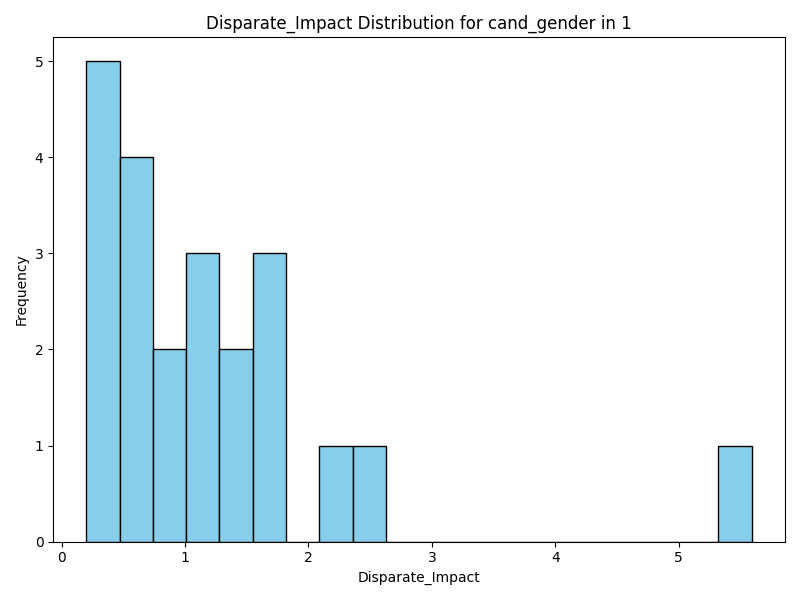 Disparate_Impact Distribution for cand_gender in 1
Frequency
5
4
3
2
1
0
0 1 2 3 4 5
Disparate_Impact